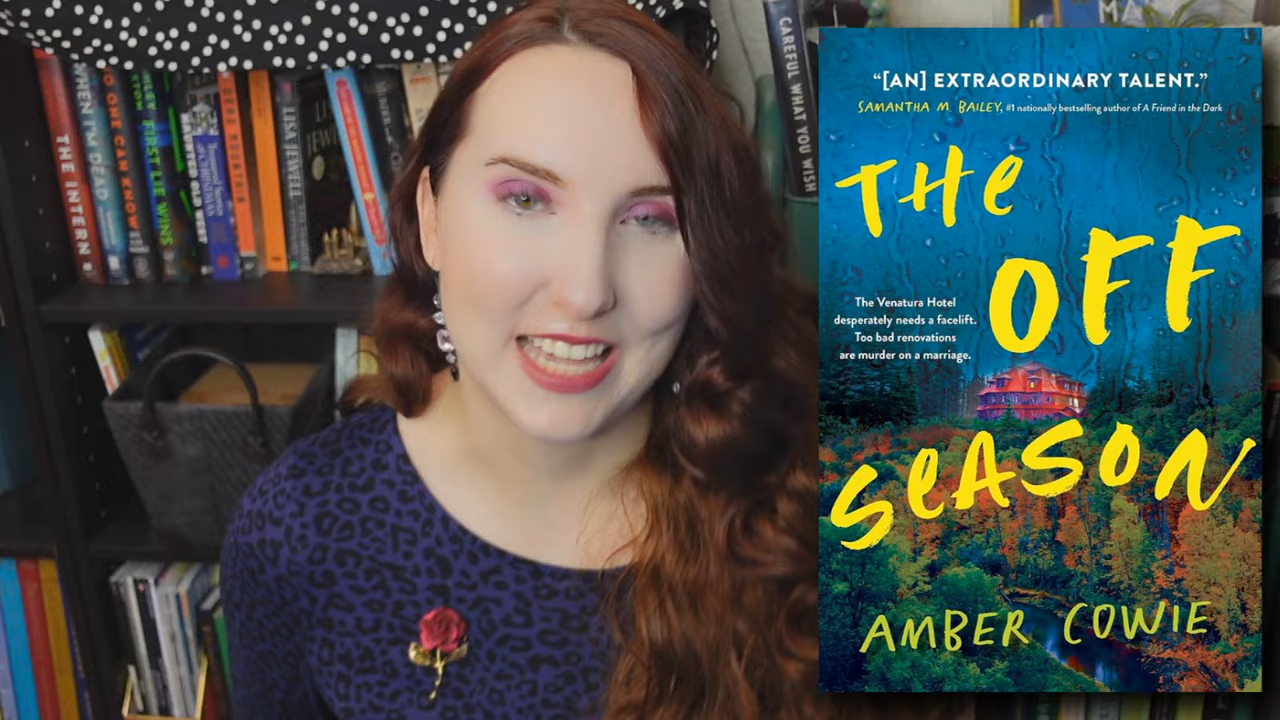 THE INTERN
WHEN I'M DEAD
NO ONE CAN KNOW
FIRST LIE WINS
LISA JEWELL
CAREFUL WHAT YOU WISH
"[AN] EXTRAORDINARY TALENT."
SAMANTHA M. BAILEY, #1 nationally bestselling author of A Friend in the Dark
THE
OFF
SEASON
The Venatura Hotel
desperately needs a facelift.
Too bad renovations
are murder on a marriage.
AMBER COWIE